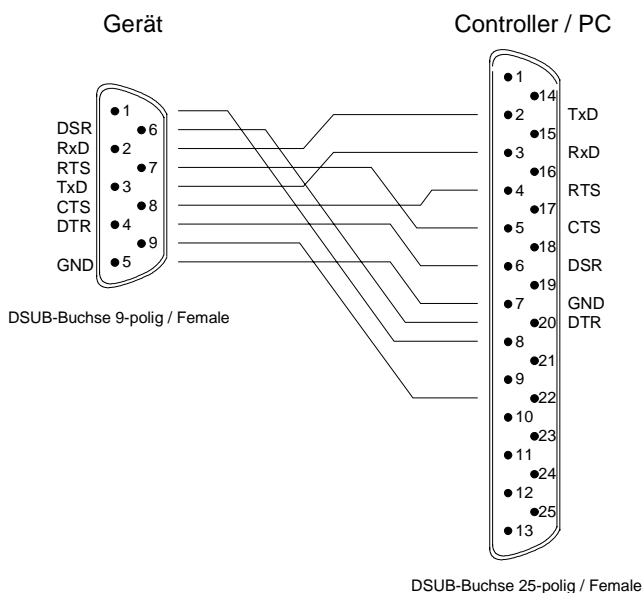 Gerät
Controller / PC
1
DSR 6
RxD 2
RTS 7
TxD 3
CTS 8
DTR 4
9
GND 5
DSUB-Buchse 9-polig / Female
1
14
2 TxD
15
3 RxD
16
4 RTS
17
5 CTS
18
6 DSR
19
7 GND
20 DTR
8
21
9
22
10
23
11
24
12
25
13
DSUB-Buchse 25-polig / Female